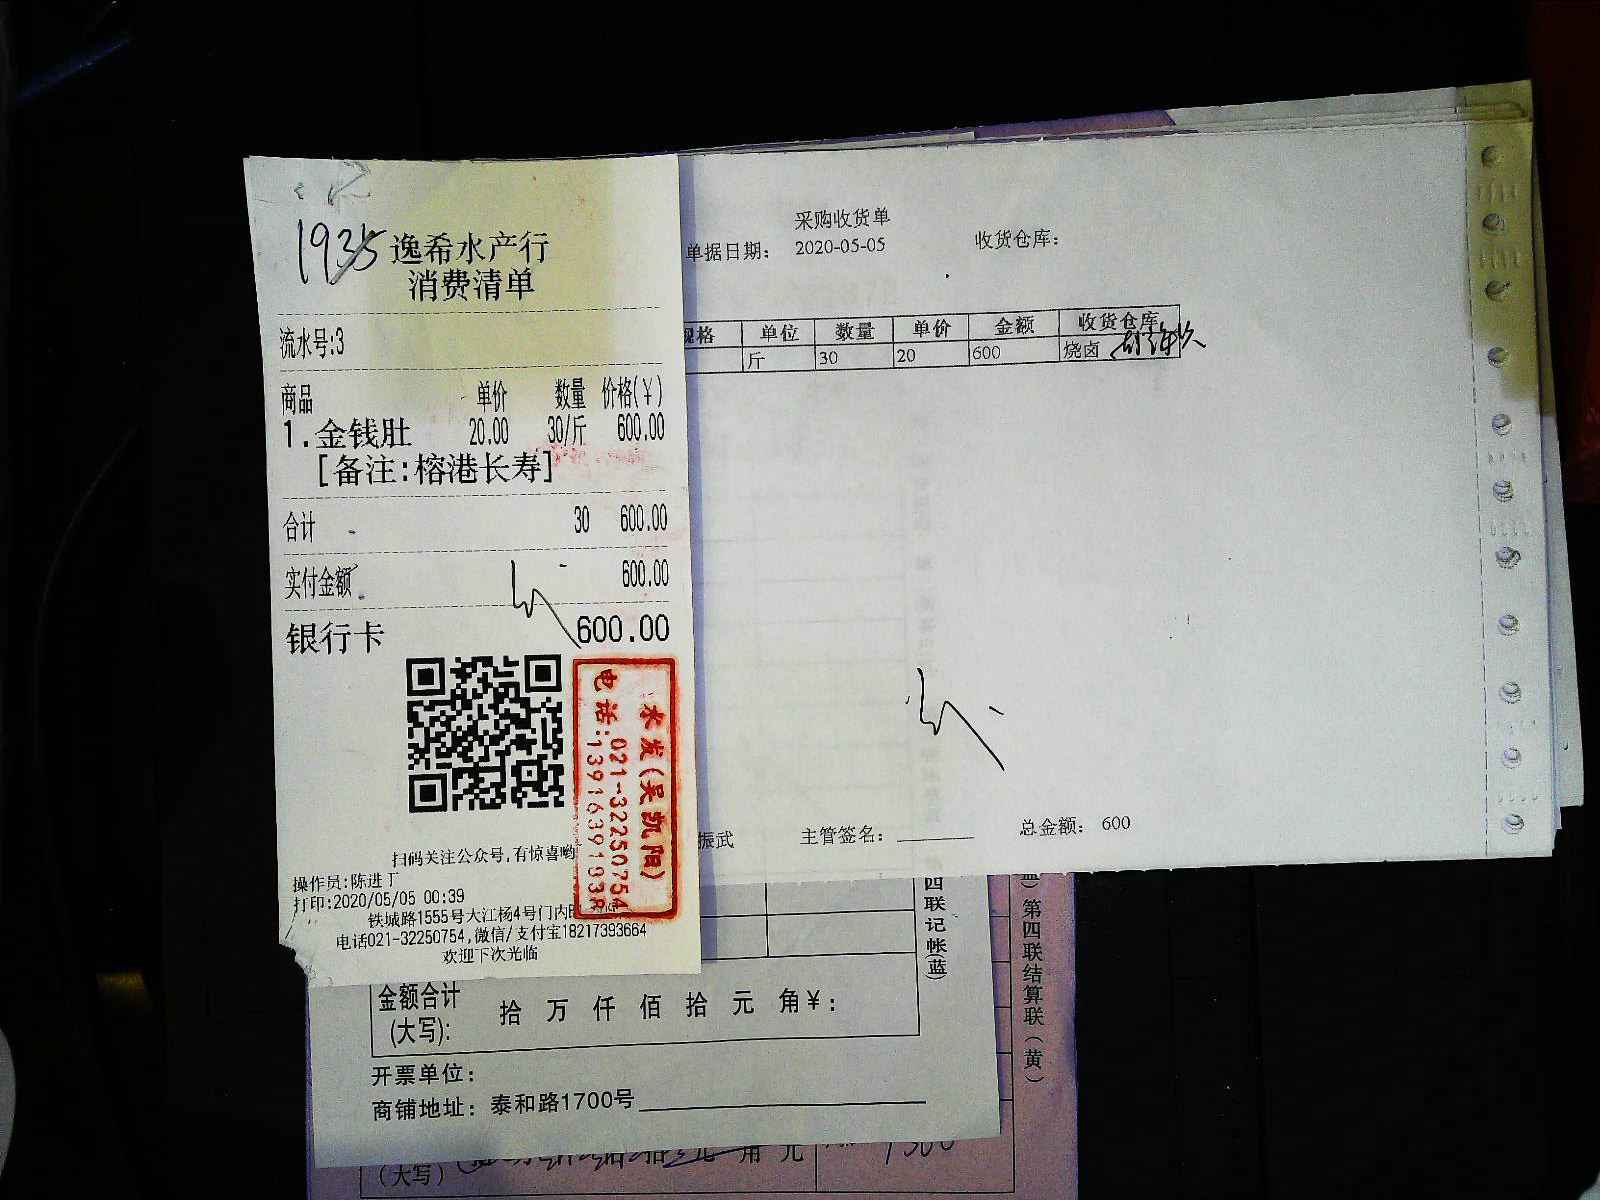 1935
逸希水产行
消费清单
流水号:3
商品 单价 数量 价格(¥)
1.金钱肚 20.00 30/斤 600.00
[备注:榕港长寿]
合计 30 600.00
实付金额 600.00
银行卡 600.00
水发(吴凯阳)
021-32250754
电话:13916391838
扫码关注公众号,有惊喜哟
操作员:陈进厂
打印:2020/05/05 00:39
铁城路1555号大江杨4号门内
电话021-32250754,微信/支付宝18217393664
欢迎下次光临
采购收货单
单据日期: 2020-05-05 收货仓库:
规格 单位 数量 单价 金额 收货仓库
斤 30 20 600 烧卤
振武 主管签名: 总金额: 600
四联记帐(蓝)
金额合计
(大写): 拾 万 仟 佰 拾 元 角¥:
开票单位:
商铺地址: 泰和路1700号
第四联结算联(黄)
(大写)
1300